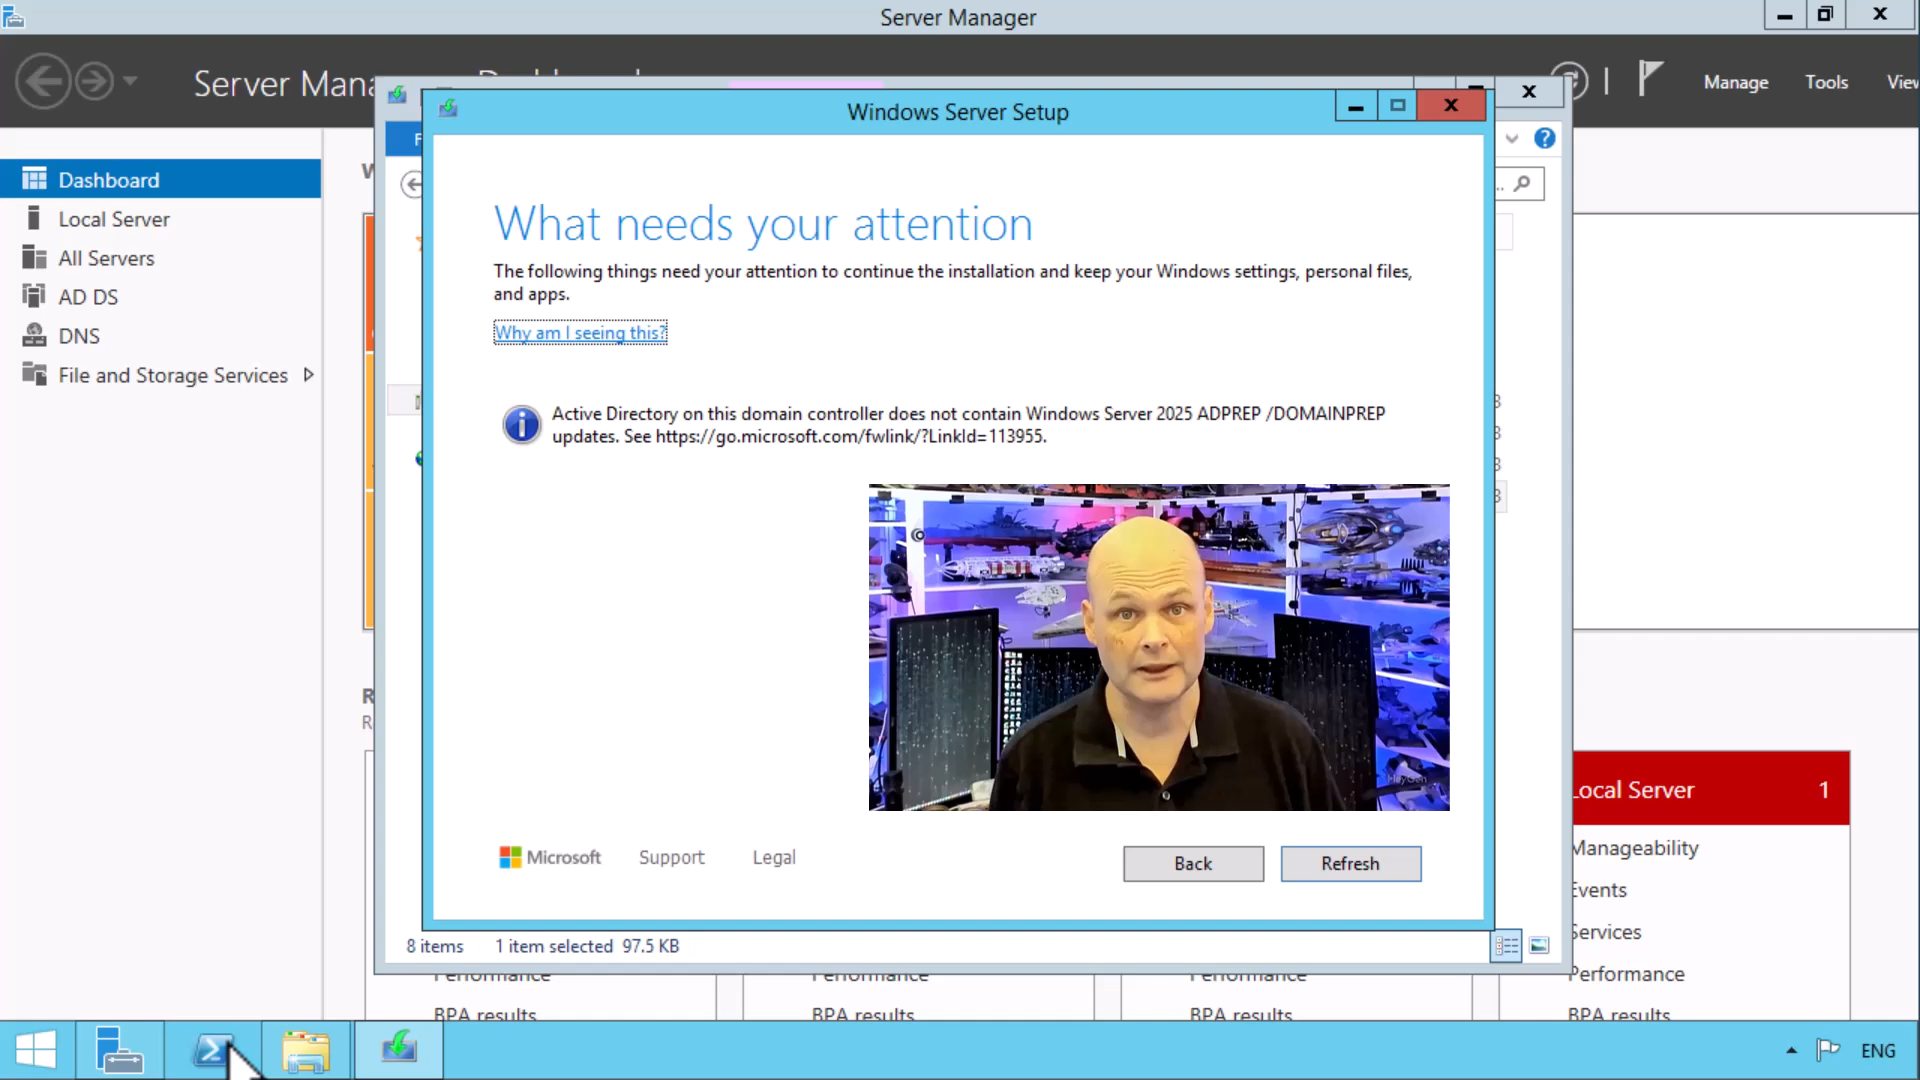 Server Manager
Server Mana
Manage
Tools
Dashboard
Local Server
All Servers
AD DS
DNS
File and Storage Services
Windows Server Setup
What needs your attention
The following things need your attention to continue the installation and keep your Windows settings, personal files,
and apps.
Why am I seeing this?
Active Directory on this domain controller does not contain Windows Server 2025 ADPREP /DOMAINPREP
updates. See https://go.microsoft.com/fwlink/?LinkId=113955.
HeyGen
Microsoft
Support
Legal
Back
Refresh
Local Server
1
Manageability
Events
Services
Performance
BPA results
8 items
1 item selected 97.5 KB
Performance
Performance
Performance
BPA results
BPA results
BPA results
ENG